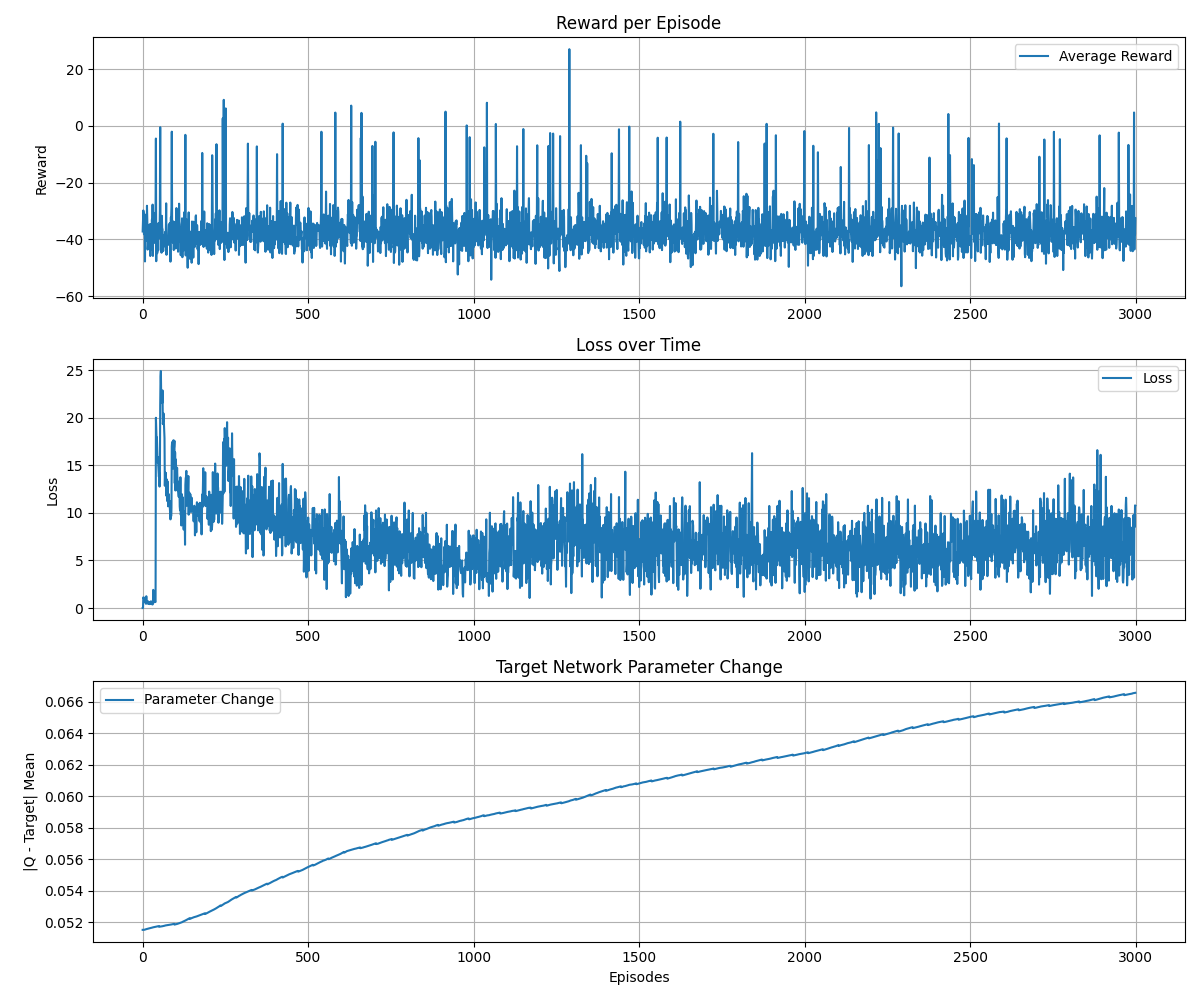 Reward per Episode
Average Reward
Reward
20
0
−20
−40
−60
0 500 1000 1500 2000 2500 3000
Loss over Time
Loss
Loss
25
20
15
10
5
0
0 500 1000 1500 2000 2500 3000
Target Network Parameter Change
Parameter Change
|Q - Target| Mean
0.066
0.064
0.062
0.060
0.058
0.056
0.054
0.052
0 500 1000 1500 2000 2500 3000
Episodes